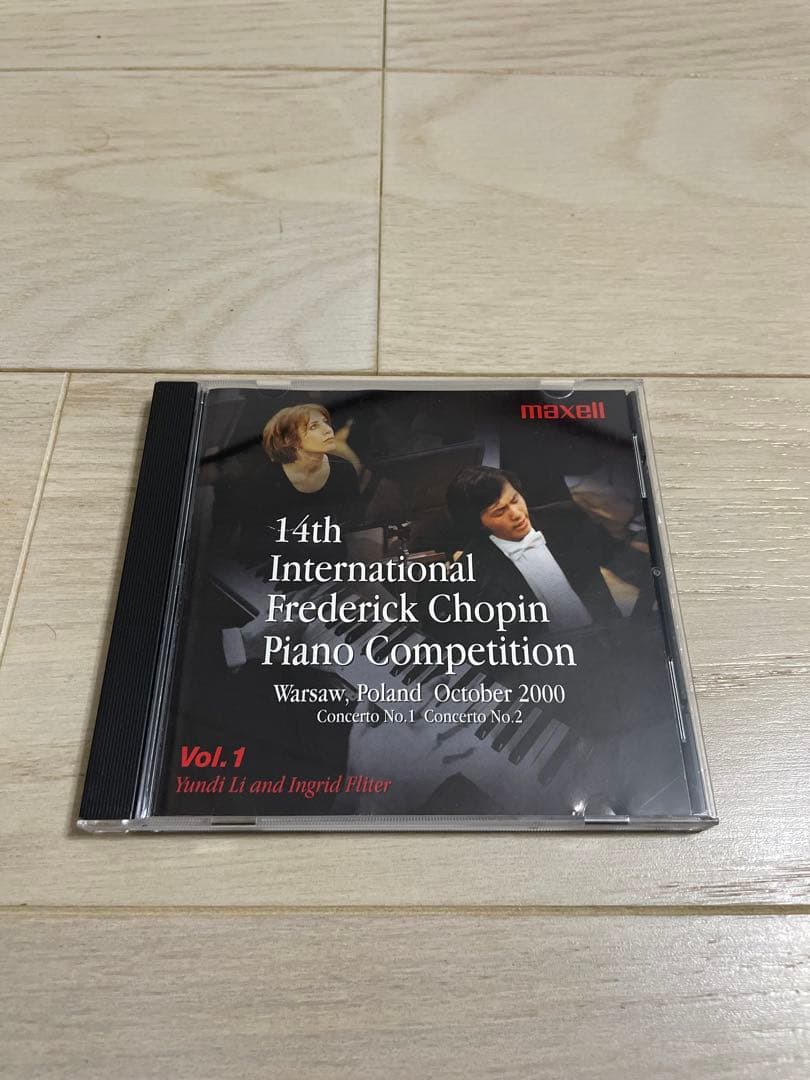 maxell
14th
International
Frederick Chopin
Piano Competition
Warsaw, Poland October 2000
Concerto No.1 Concerto No.2
Vol.1
Yundi Li and Ingrid Fliter